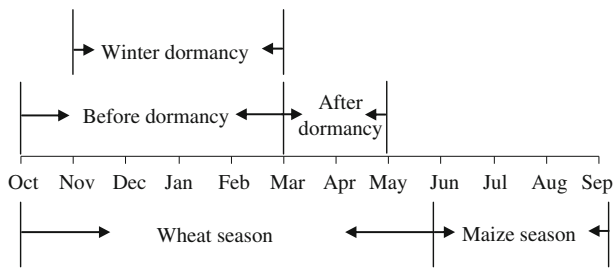 Winter dormancy
Before dormancy
After
dormancy
Oct Nov Dec Jan Feb Mar Apr May Jun Jul Aug Sep
Wheat season Maize season